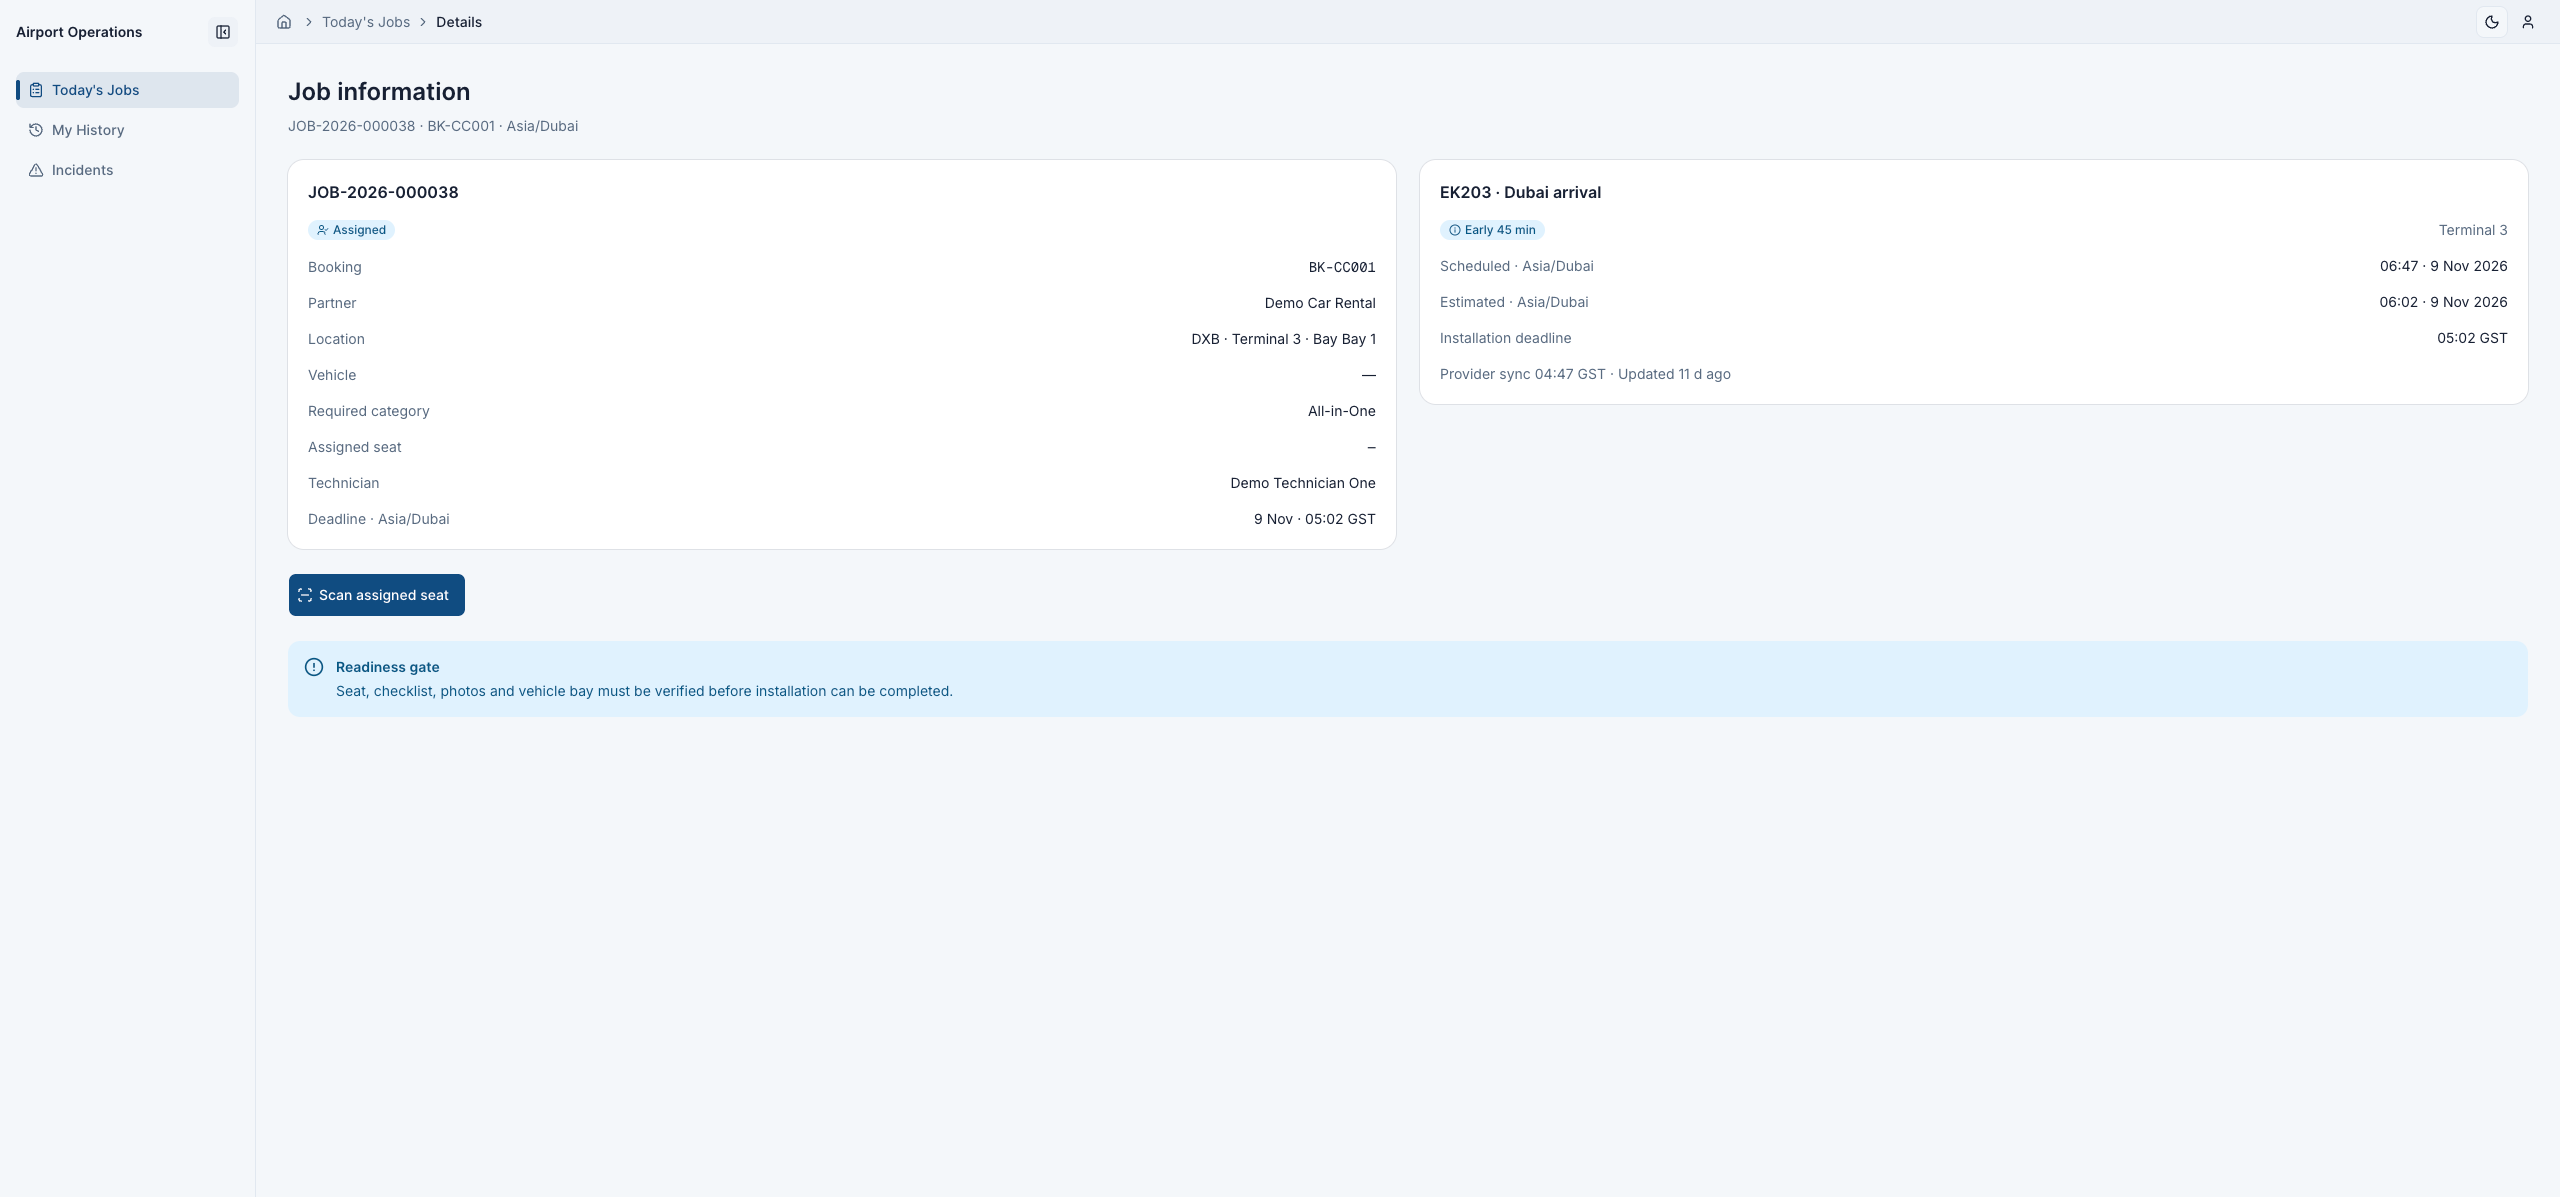 Airport Operations
Today's Jobs
My History
Incidents
Today's Jobs
Details
Job information
JOB-2026-000038 · BK-CC001 · Asia/Dubai
JOB-2026-000038
Assigned
Booking BK-CC001
Partner Demo Car Rental
Location DXB · Terminal 3 · Bay Bay 1
Vehicle —
Required category All-in-One
Assigned seat –
Technician Demo Technician One
Deadline · Asia/Dubai 9 Nov · 05:02 GST
EK203 · Dubai arrival
Early 45 min Terminal 3
Scheduled · Asia/Dubai 06:47 · 9 Nov 2026
Estimated · Asia/Dubai 06:02 · 9 Nov 2026
Installation deadline 05:02 GST
Provider sync 04:47 GST · Updated 11 d ago
Scan assigned seat
Readiness gate
Seat, checklist, photos and vehicle bay must be verified before installation can be completed.